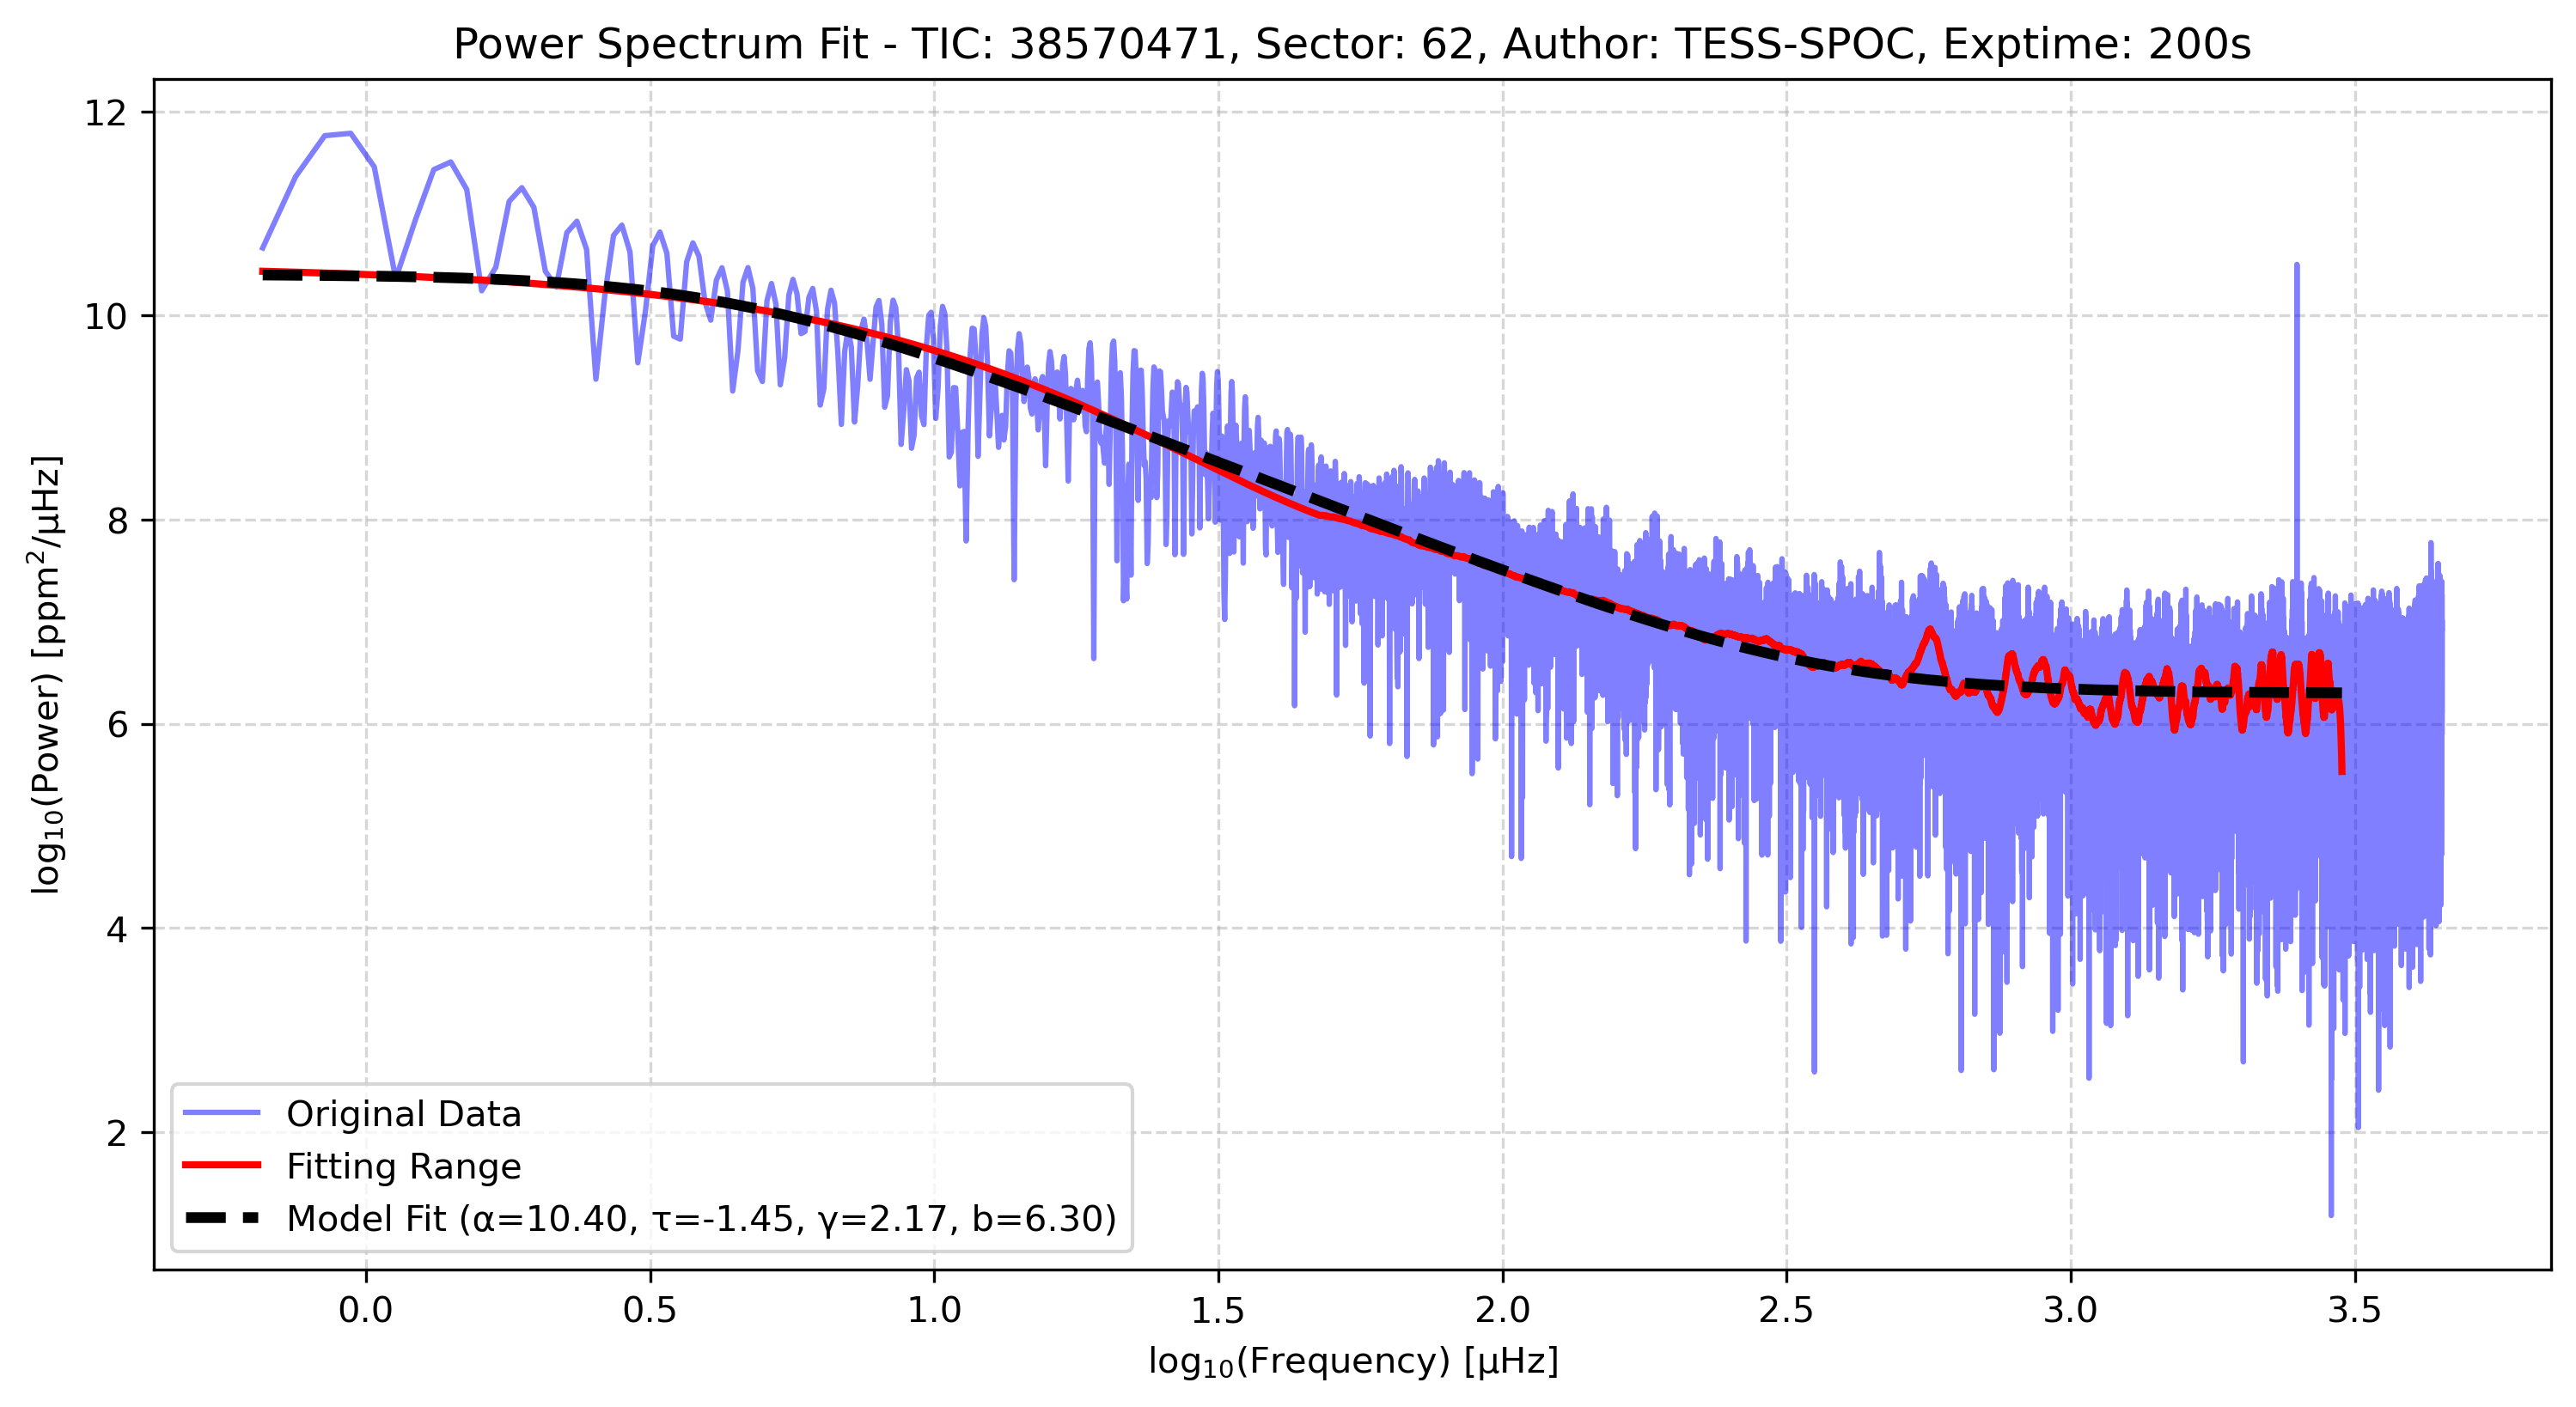 Power Spectrum Fit - TIC: 38570471, Sector: 62, Author: TESS-SPOC, Exptime: 200s
log₁₀(Power) [ppm²/μHz]
12
10
8
6
4
2
Original Data
Fitting Range
Model Fit (α=10.40, τ=-1.45, γ=2.17, b=6.30)
0.0 0.5 1.0 1.5 2.0 2.5 3.0 3.5
log₁₀(Frequency) [μHz]